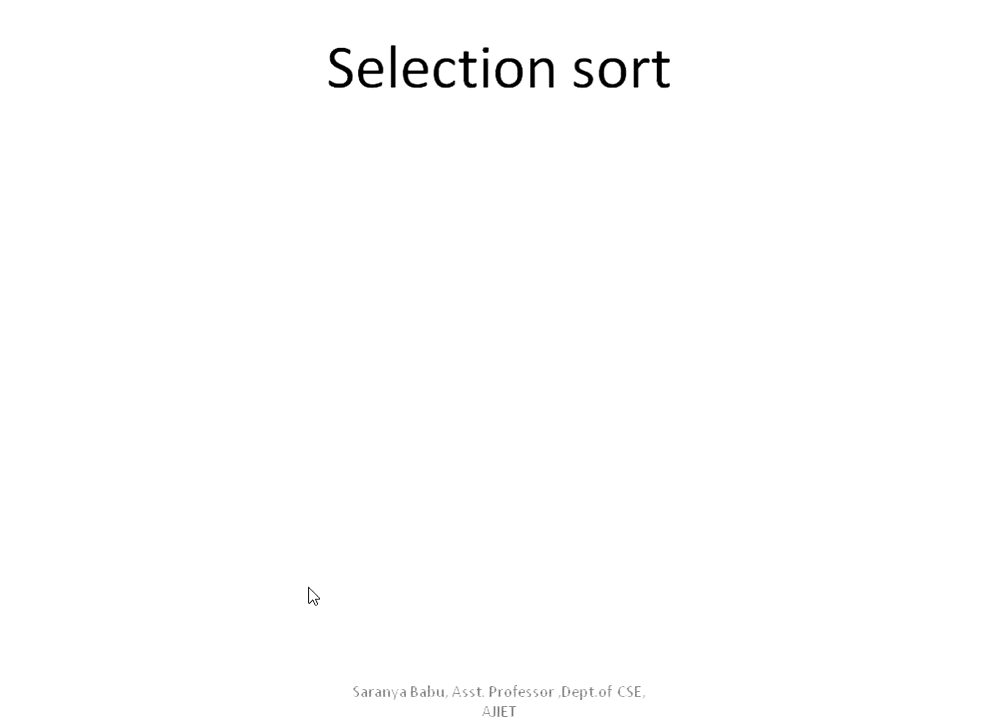 Selection sort
Saranya Babu, Asst. Professor ,Dept.of CSE,
AJIET